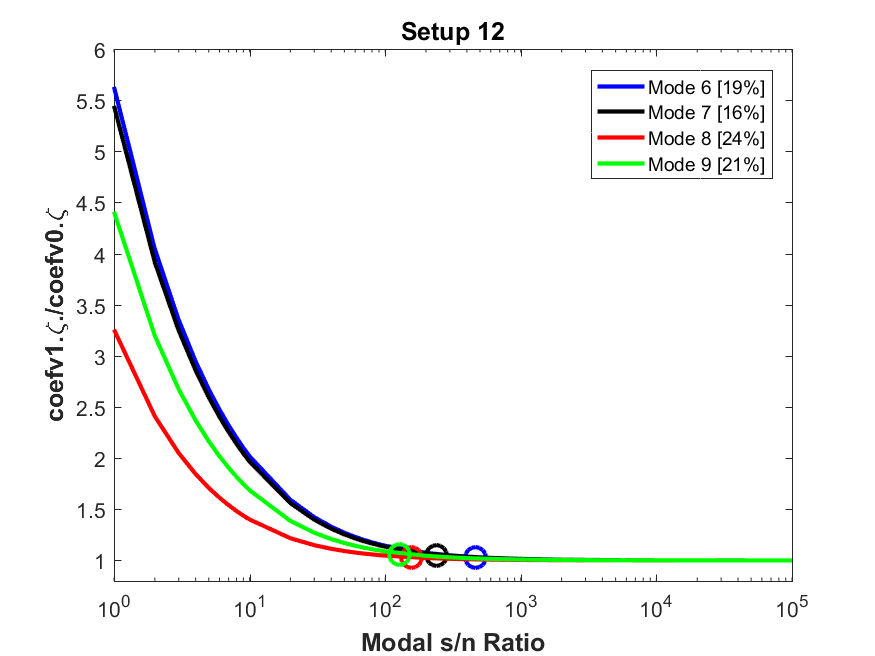 Setup 12
6
5.5
5
4.5
4
3.5
3
2.5
2
1.5
1
coefv1.ζ./coefv0.ζ
Mode 6 [19%]
Mode 7 [16%]
Mode 8 [24%]
Mode 9 [21%]
10⁰ 10¹ 10² 10³ 10⁴ 10⁵
Modal s/n Ratio